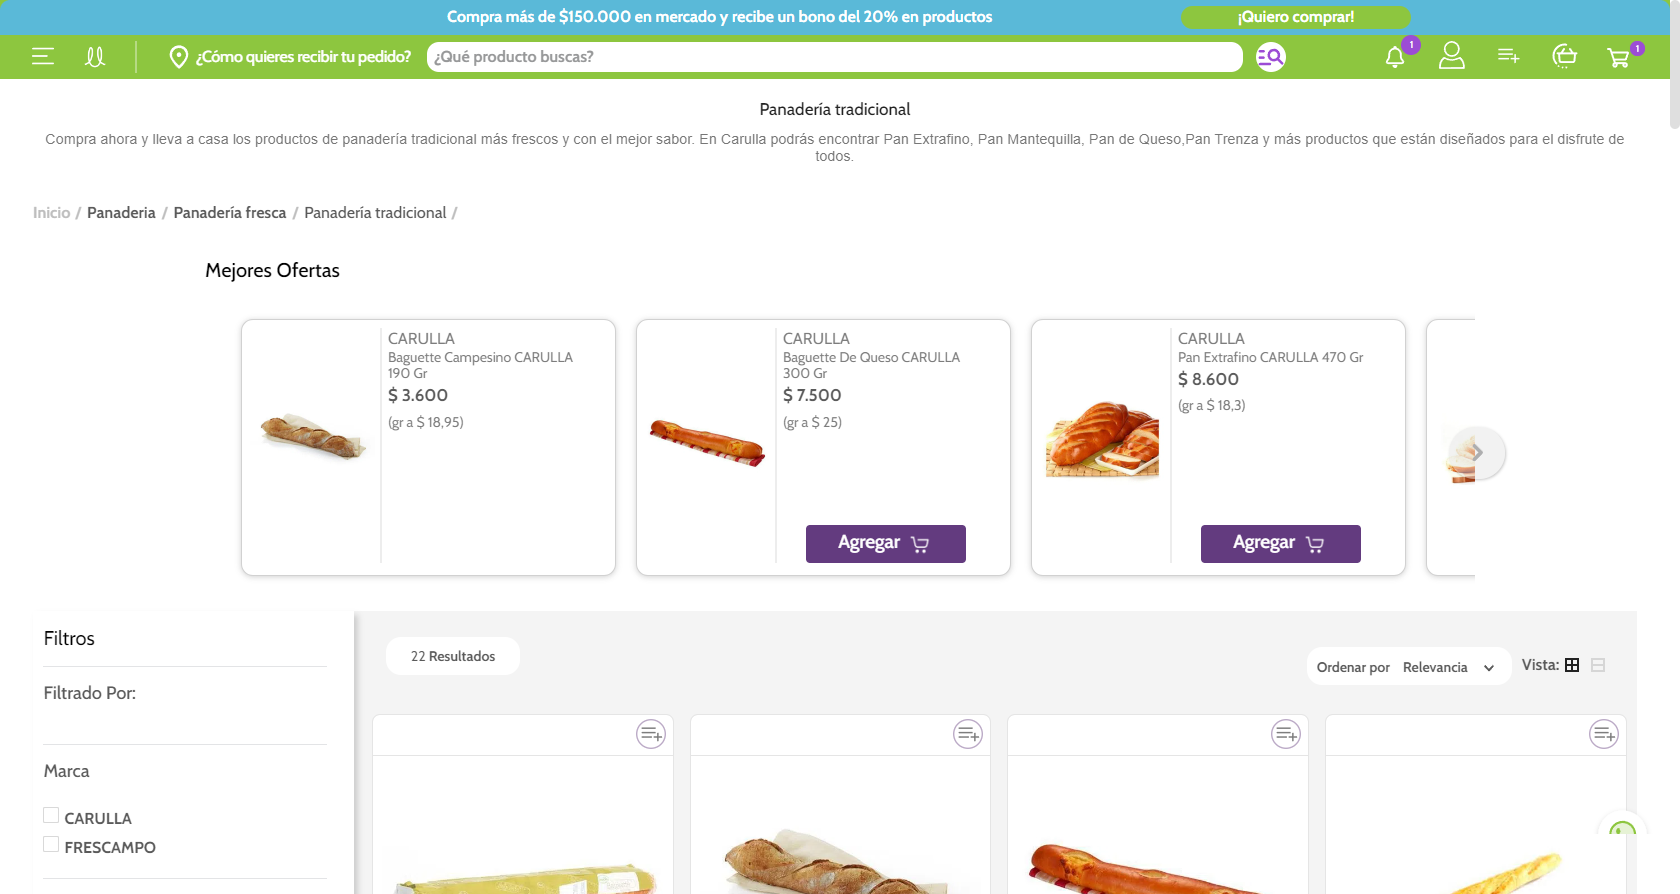 Compra más de $150.000 en mercado y recibe un bono del 20% en productos
¡Quiero comprar!
¿Cómo quieres recibir tu pedido?
¿Qué producto buscas?
1
1
Panadería tradicional
Compra ahora y lleva a casa los productos de panadería tradicional más frescos y con el mejor sabor. En Carulla podrás encontrar Pan Extrafino, Pan Mantequilla, Pan de Queso,Pan Trenza y más productos que están diseñados para el disfrute de
todos.
Inicio / Panaderia / Panadería fresca / Panadería tradicional /
Mejores Ofertas
CARULLA
Baguette Campesino CARULLA
190 Gr
$ 3.600
(gr a $ 18,95)
CARULLA
Baguette De Queso CARULLA
300 Gr
$ 7.500
(gr a $ 25)
Agregar
CARULLA
Pan Extrafino CARULLA 470 Gr
$ 8.600
(gr a $ 18,3)
Agregar
Filtros
Filtrado Por:
Marca
CARULLA
FRESCAMPO
22 Resultados
Ordenar por Relevancia
Vista: